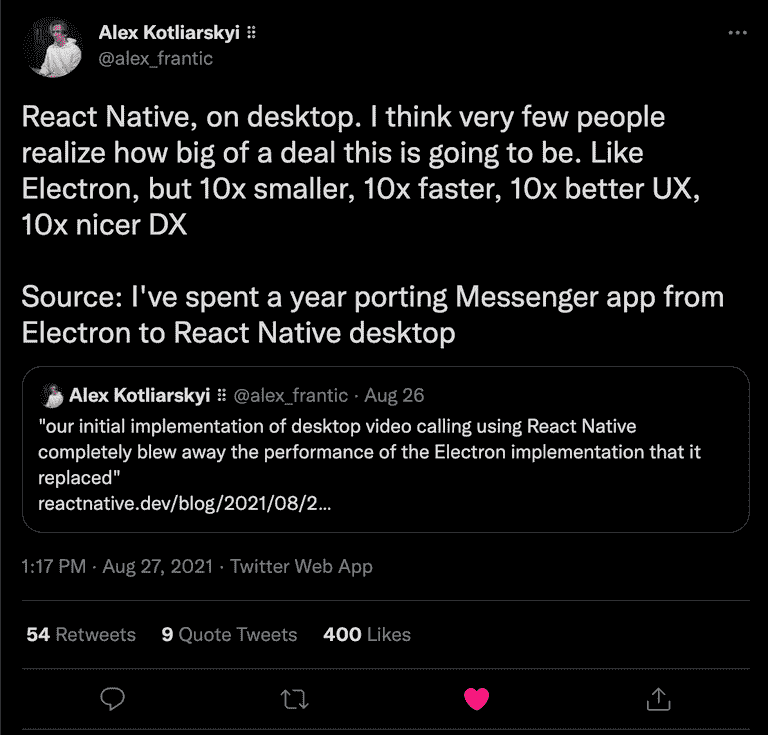 Alex Kotliarskyi ⠿
@alex_frantic
React Native, on desktop. I think very few people
realize how big of a deal this is going to be. Like
Electron, but 10x smaller, 10x faster, 10x better UX,
10x nicer DX
Source: I've spent a year porting Messenger app from
Electron to React Native desktop
Alex Kotliarskyi ⠿ @alex_frantic · Aug 26
"our initial implementation of desktop video calling using React Native
completely blew away the performance of the Electron implementation that it
replaced"
reactnative.dev/blog/2021/08/2...
1:17 PM · Aug 27, 2021 · Twitter Web App
54 Retweets 9 Quote Tweets 400 Likes